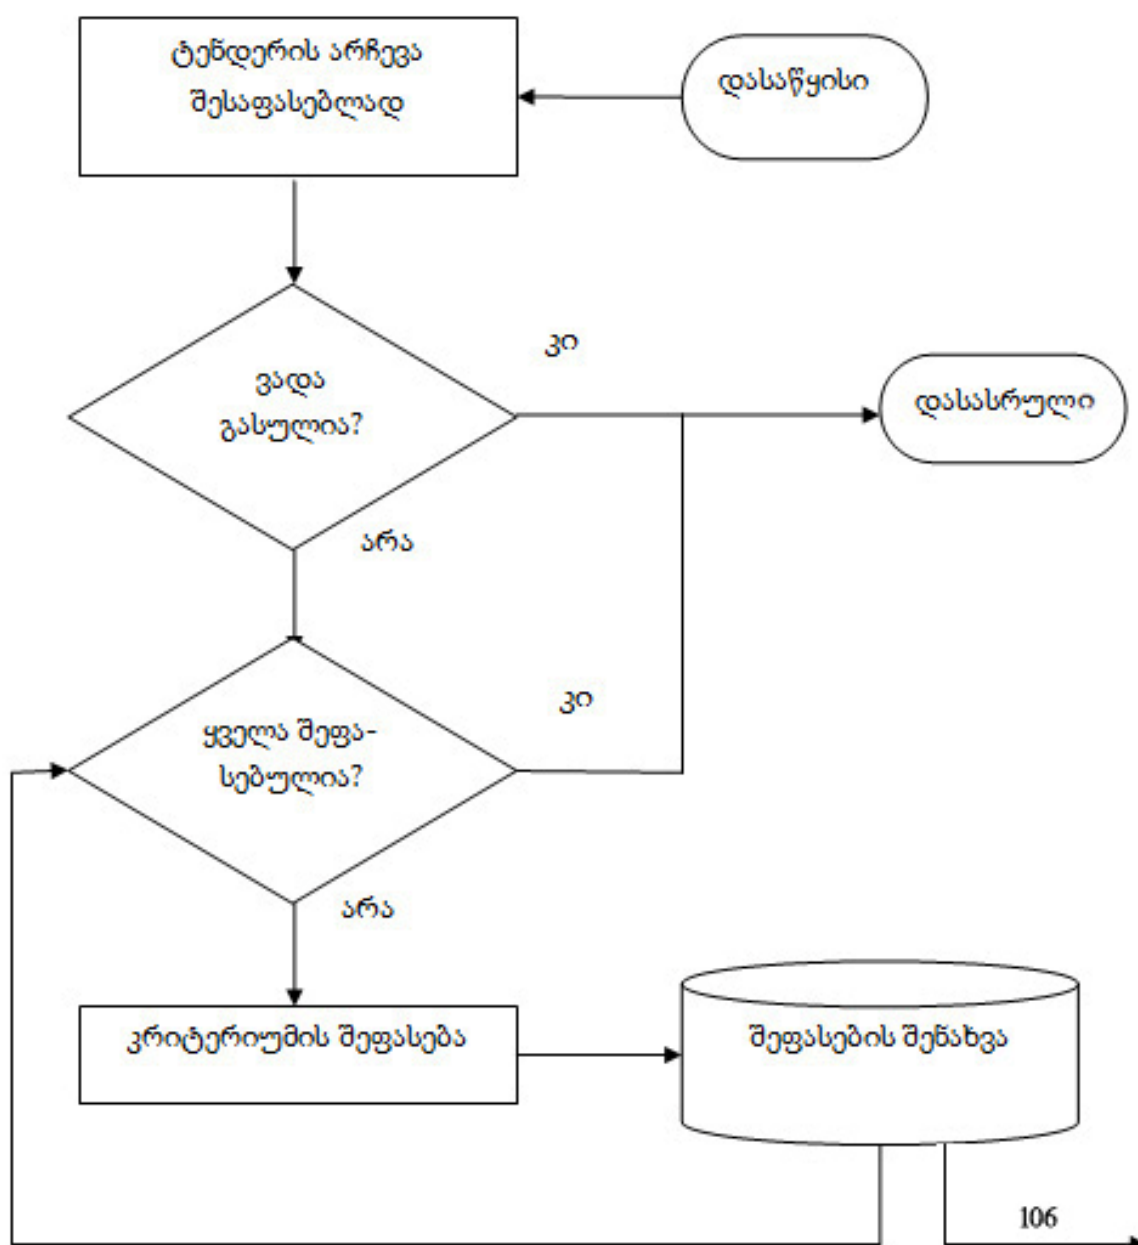 ტენდერის არჩევა
შესაფასებლად
დასაწყისი
კი
ვადა
გასულია?
დასასრული
არა
კი
ყველა შეფა-
სებულია?
არა
კრიტერიუმის შეფასება
შეფასების შენახვა
106